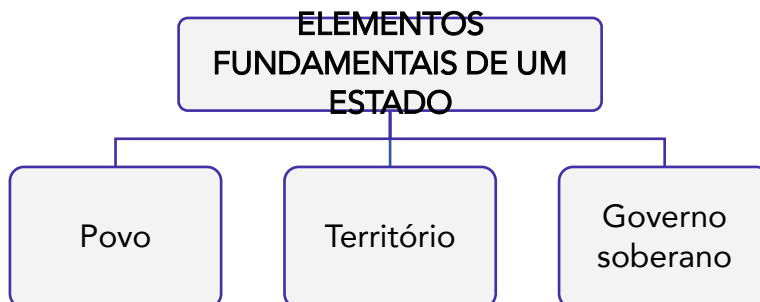 ELEMENTOS
FUNDAMENTAIS DE UM
ESTADO
Povo
Território
Governo
soberano